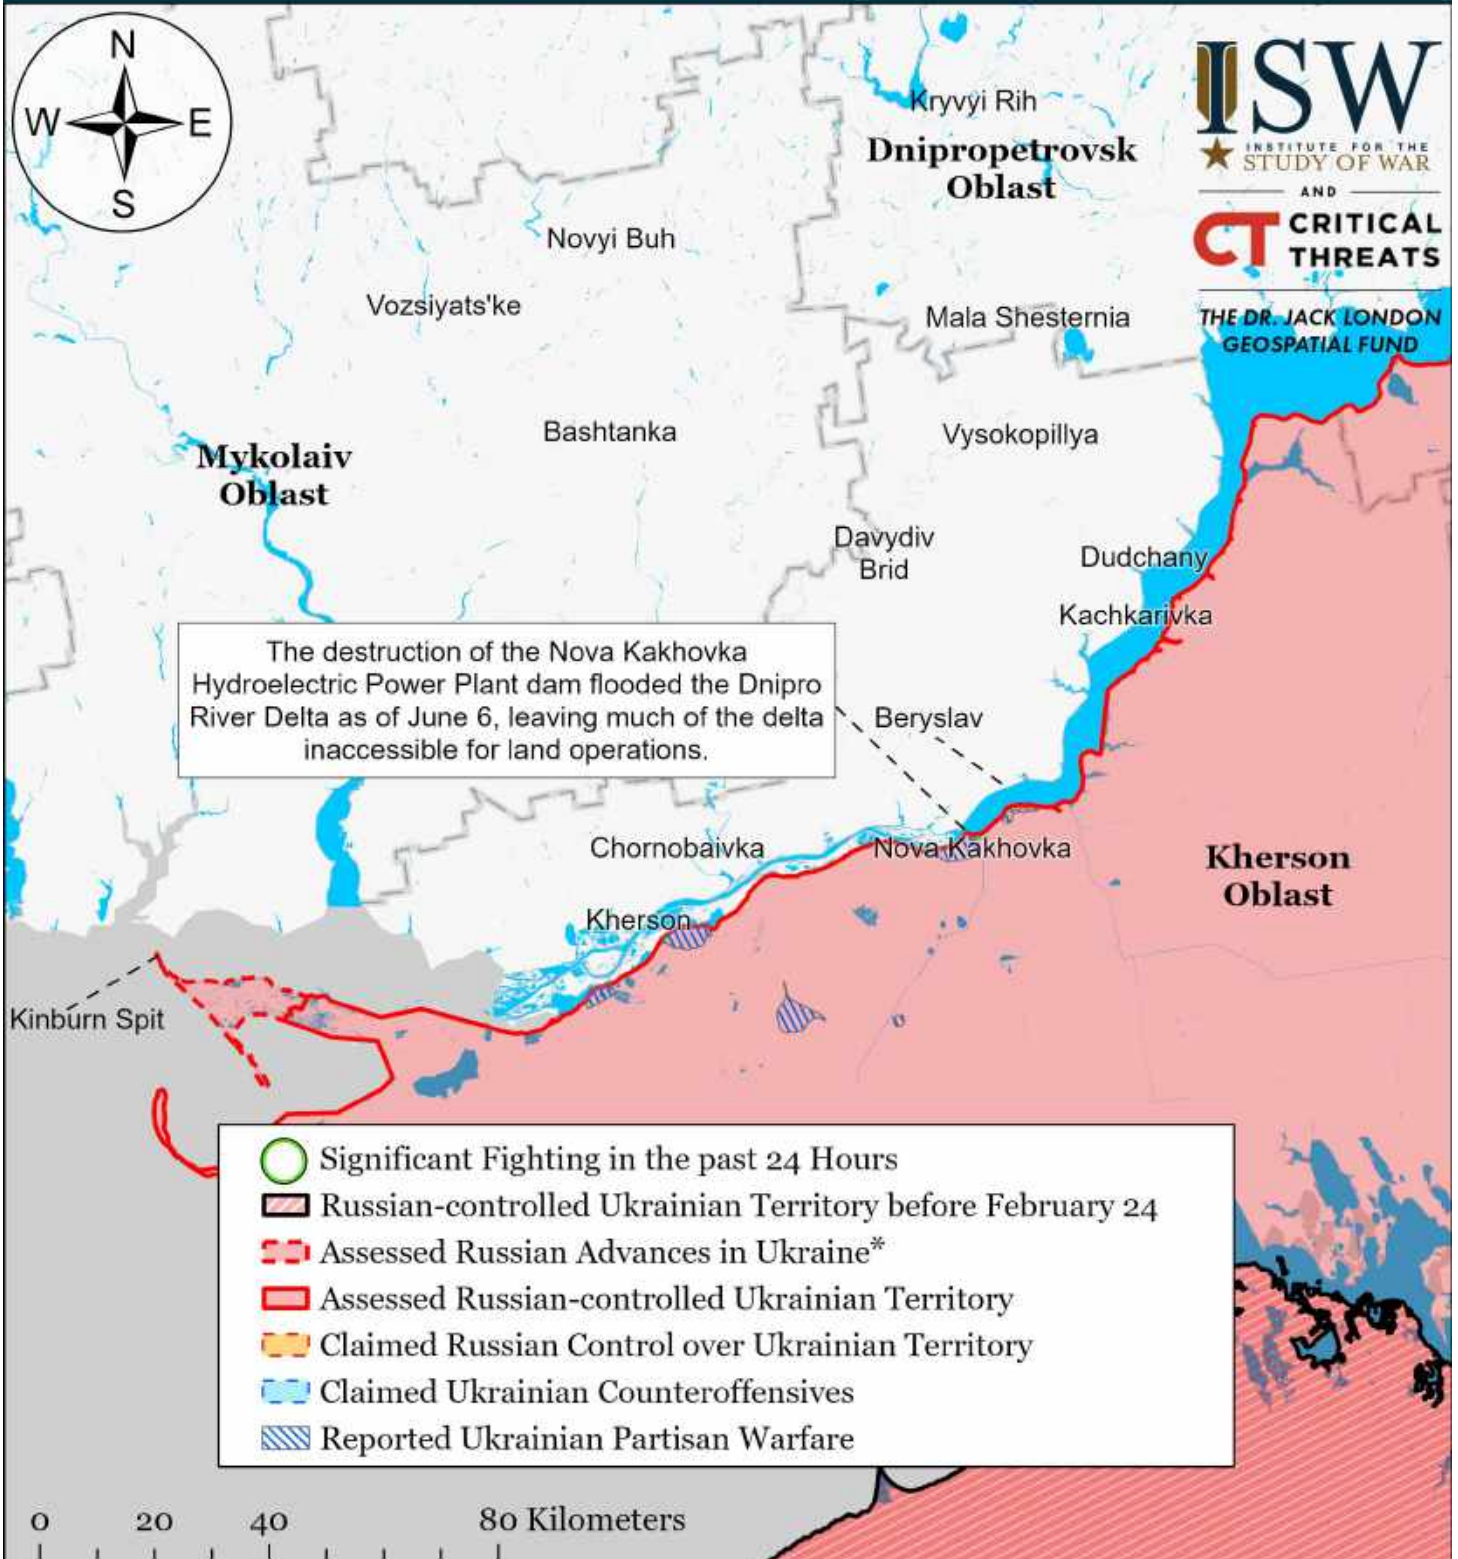 N
W E
S
ISW
INSTITUTE FOR THE
STUDY OF WAR
AND
CT CRITICAL
THREATS
THE DR. JACK LONDON
GEOSPATIAL FUND
Kryvyi Rih
Dnipropetrovsk
Oblast
Novyi Buh
Vozsiyats'ke
Mala Shesternia
Bashtanka
Vysokopillya
Mykolaiv
Oblast
Davydiv
Brid
Dudchany
Kachkarivka
The destruction of the Nova Kakhovka
Hydroelectric Power Plant dam flooded the Dnipro
River Delta as of June 6, leaving much of the delta
inaccessible for land operations.
Beryslav
Chornobaivka
Nova Kakhovka
Kherson
Oblast
Kherson
Kinburn Spit
Significant Fighting in the past 24 Hours
Russian-controlled Ukrainian Territory before February 24
Assessed Russian Advances in Ukraine*
Assessed Russian-controlled Ukrainian Territory
Claimed Russian Control over Ukrainian Territory
Claimed Ukrainian Counteroffensives
Reported Ukrainian Partisan Warfare
0 20 40 80 Kilometers